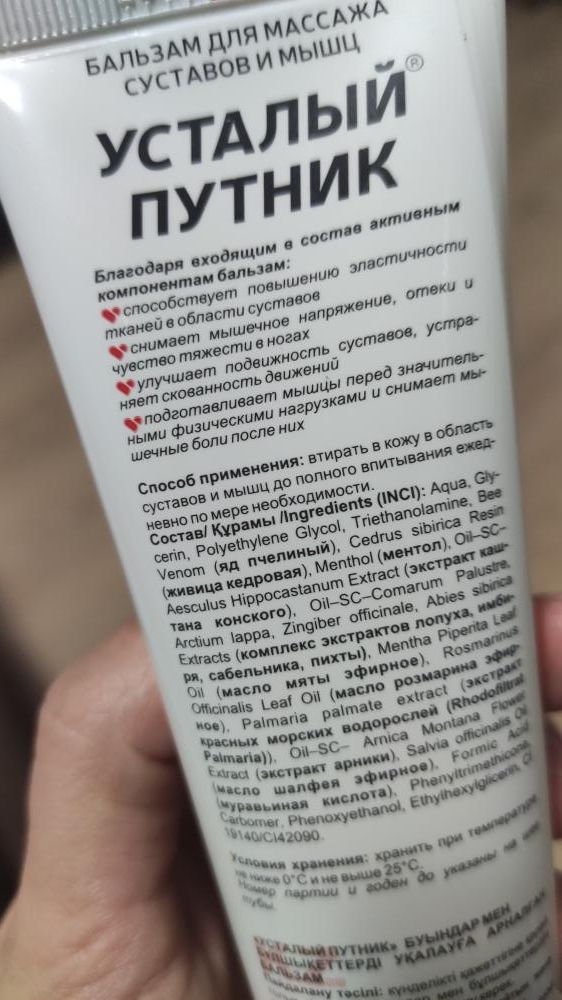 БАЛЬЗАМ ДЛЯ МАССАЖА
СУСТАВОВ И МЫШЦ
УСТАЛЫЙ®
ПУТНИК
Благодаря входящим в состав активным
компонентам бальзам:
способствует повышению эластичности
тканей в области суставов
снимает мышечное напряжение, отеки и
чувство тяжести в ногах
улучшает подвижность суставов, устра-
няет скованность движений
подготавливает мышцы перед значитель-
ными физическими нагрузками и снимает мы-
шечные боли после них
Способ применения: втирать в кожу в область
суставов и мышц до полного впитывания ежед-
невно по мере необходимости.
Состав/ Құрамы /Ingredients (INCI): Aqua, Gly-
cerin, Polyethylene Glycol, Triethanolamine, Bee
Venom (яд пчелиный), Cedrus sibirica Resin
(живица кедровая), Menthol (ментол), Oil–SC–
Aesculus Hippocastanum Extract (экстракт каш-
тана конского), Oil–SC–Comarum Palustre,
Arctium lappa, Zingiber officinale, Abies sibirica
Extracts (комплекс экстрактов лопуха, имби-
ря, сабельника, пихты), Mentha Piperita Leaf
Oil (масло мяты эфирное), Rosmarinus
Officinalis Leaf Oil (масло розмарина эфир-
ное), Palmaria palmate extract (экстракт
красных морских водорослей (Rhodofiltrat
Palmaria)), Oil–SC– Arnica Montana Flower
Extract (экстракт арники), Salvia officinalis Oil
(масло шалфея эфирное), Formic Acid
(муравьиная кислота), Phenyltrimethicone,
Carbomer, Phenoxyethanol, Ethylhexylglicerin, CI
19140/CI42090.
Условия хранения: хранить при температуре
не ниже 0°С и не выше 25°С.
Номер партии и годен до указаны на шве
тубы.
«УСТАЛЫЙ ПУТНИК» БУЫНДАР МЕН
БҰЛШЫҚЕТТЕРДІ УҚАЛАУҒА АРНАЛҒАН
БАЛЬЗАМ
Пайдалану тәсілі: күнделікті қажеттігіне
мен бұлшықеттер